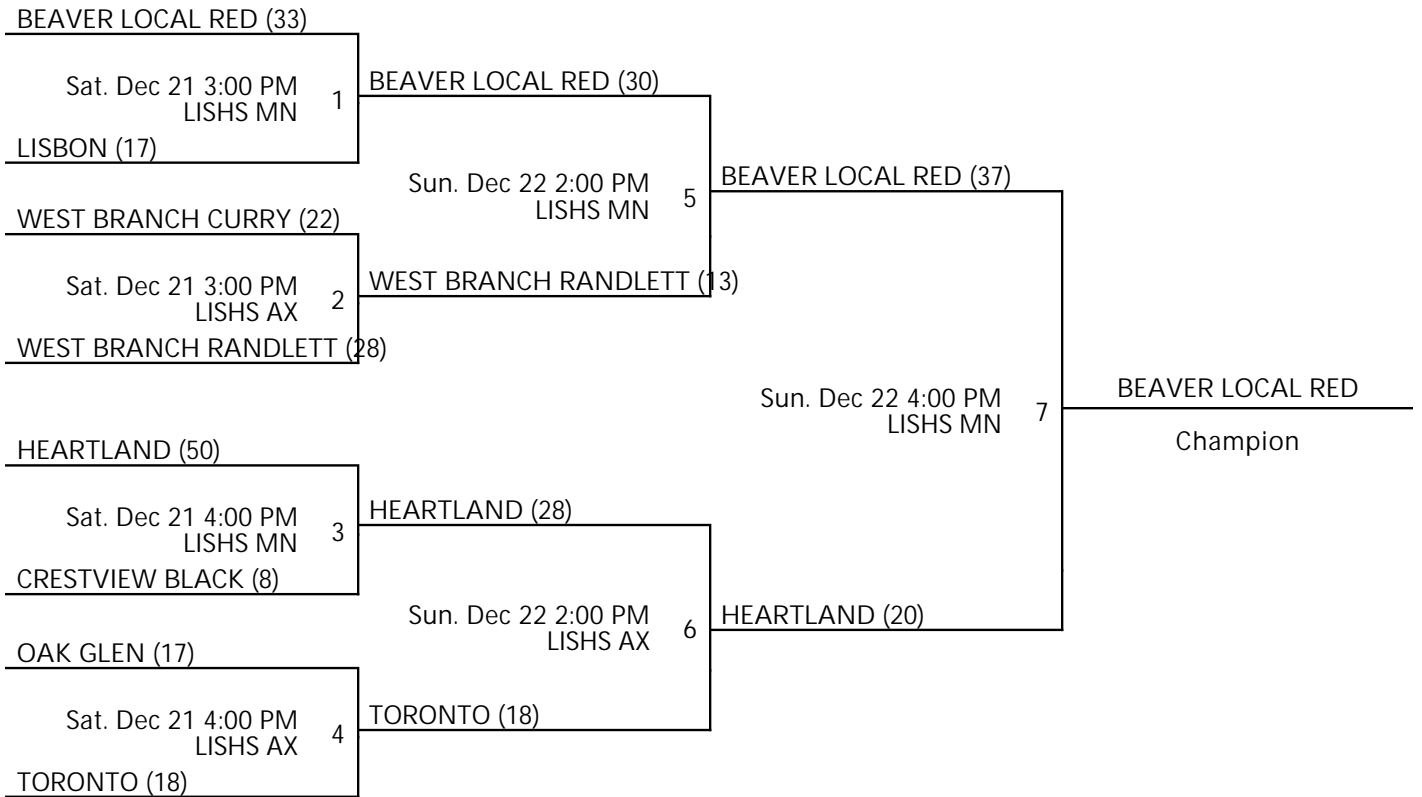 BEAVER LOCAL RED (33)
Sat. Dec 21 3:00 PM
LISHS MN
1
LISBON (17)
WEST BRANCH CURRY (22)
Sat. Dec 21 3:00 PM
LISHS AX
2
WEST BRANCH RANDLETT (28)
HEARTLAND (50)
Sat. Dec 21 4:00 PM
LISHS MN
3
CRESTVIEW BLACK (8)
OAK GLEN (17)
Sat. Dec 21 4:00 PM
LISHS AX
4
TORONTO (18)
BEAVER LOCAL RED (30)
Sun. Dec 22 2:00 PM
LISHS MN
5
WEST BRANCH RANDLETT (13)
HEARTLAND (28)
Sun. Dec 22 2:00 PM
LISHS AX
6
TORONTO (18)
BEAVER LOCAL RED (37)
Sun. Dec 22 4:00 PM
LISHS MN
7
HEARTLAND (20)
BEAVER LOCAL RED
Champion